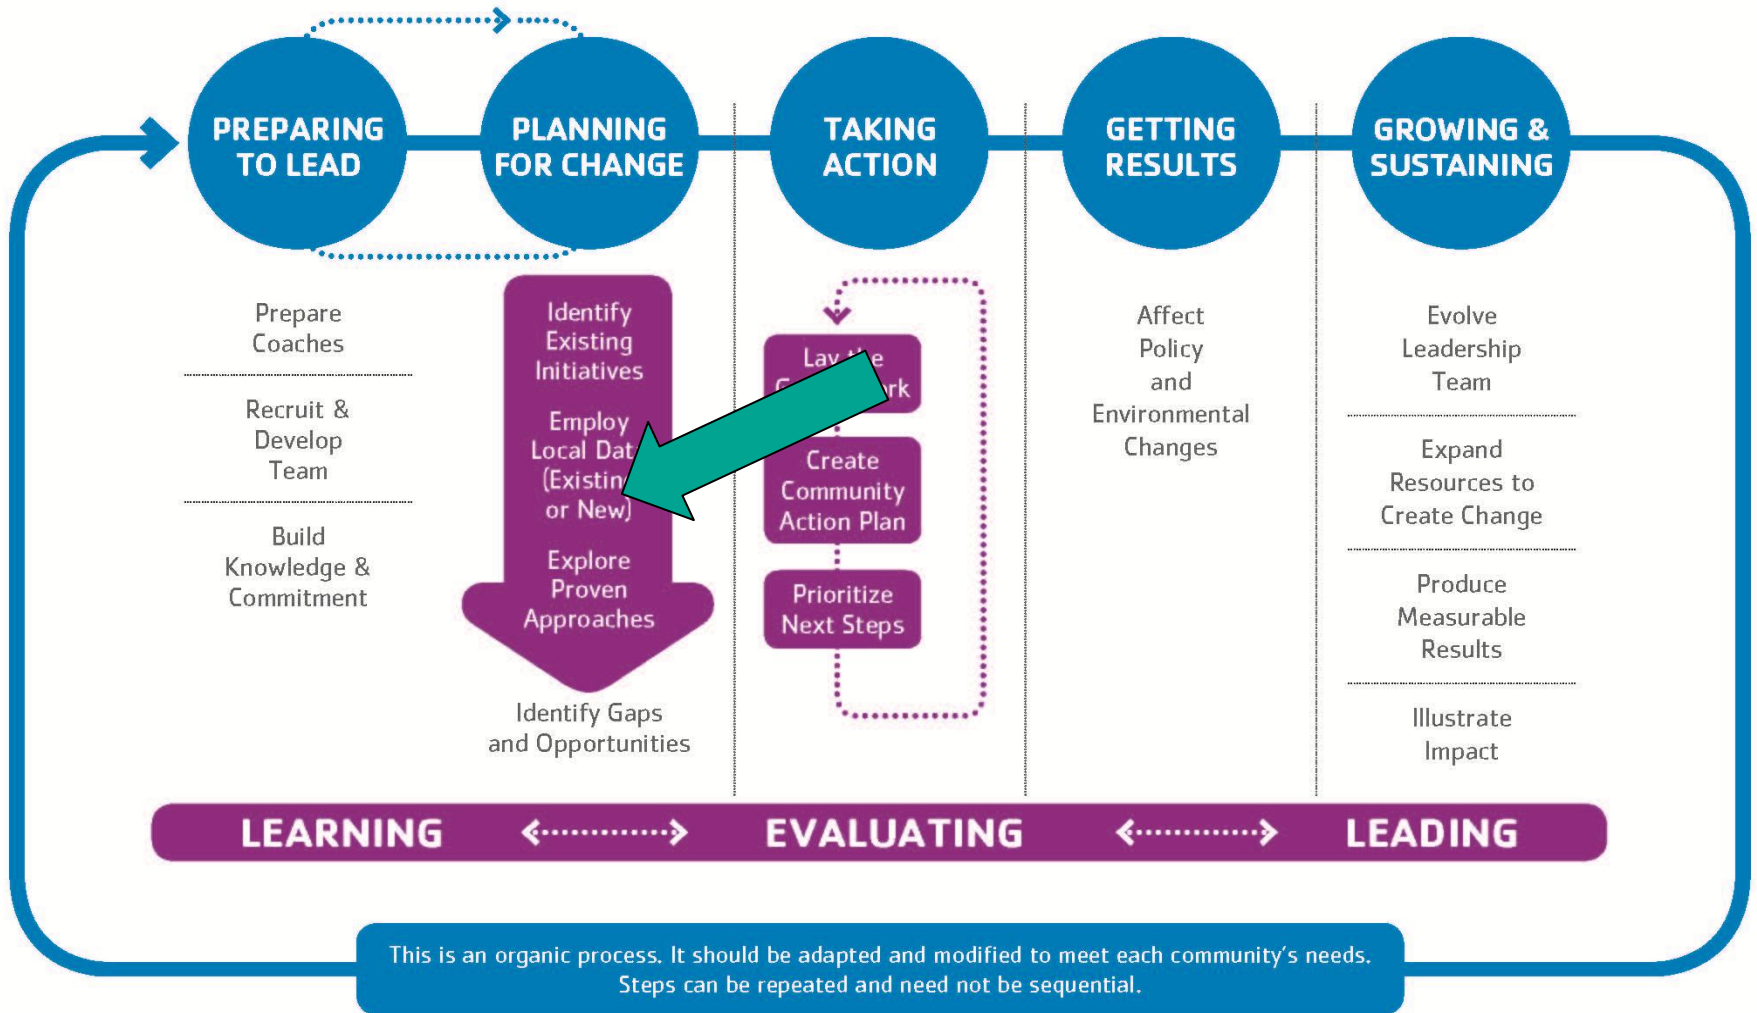 PREPARING
TO LEAD
PLANNING
FOR CHANGE
TAKING
ACTION
GETTING
RESULTS
GROWING &
SUSTAINING
Prepare
Coaches
Recruit &
Develop
Team
Build
Knowledge &
Commitment
Identify
Existing
Initiatives
Employ
Local Data
(Existing
or New)
Explore
Proven
Approaches
Identify Gaps
and Opportunities
Lay the
Create
Community
Action Plan
Prioritize
Next Steps
Affect
Policy
and
Environmental
Changes
Evolve
Leadership
Team
Expand
Resources to
Create Change
Produce
Measurable
Results
Illustrate
Impact
LEARNING
EVALUATING
LEADING
This is an organic process. It should be adapted and modified to meet each community's needs.
Steps can be repeated and need not be sequential.